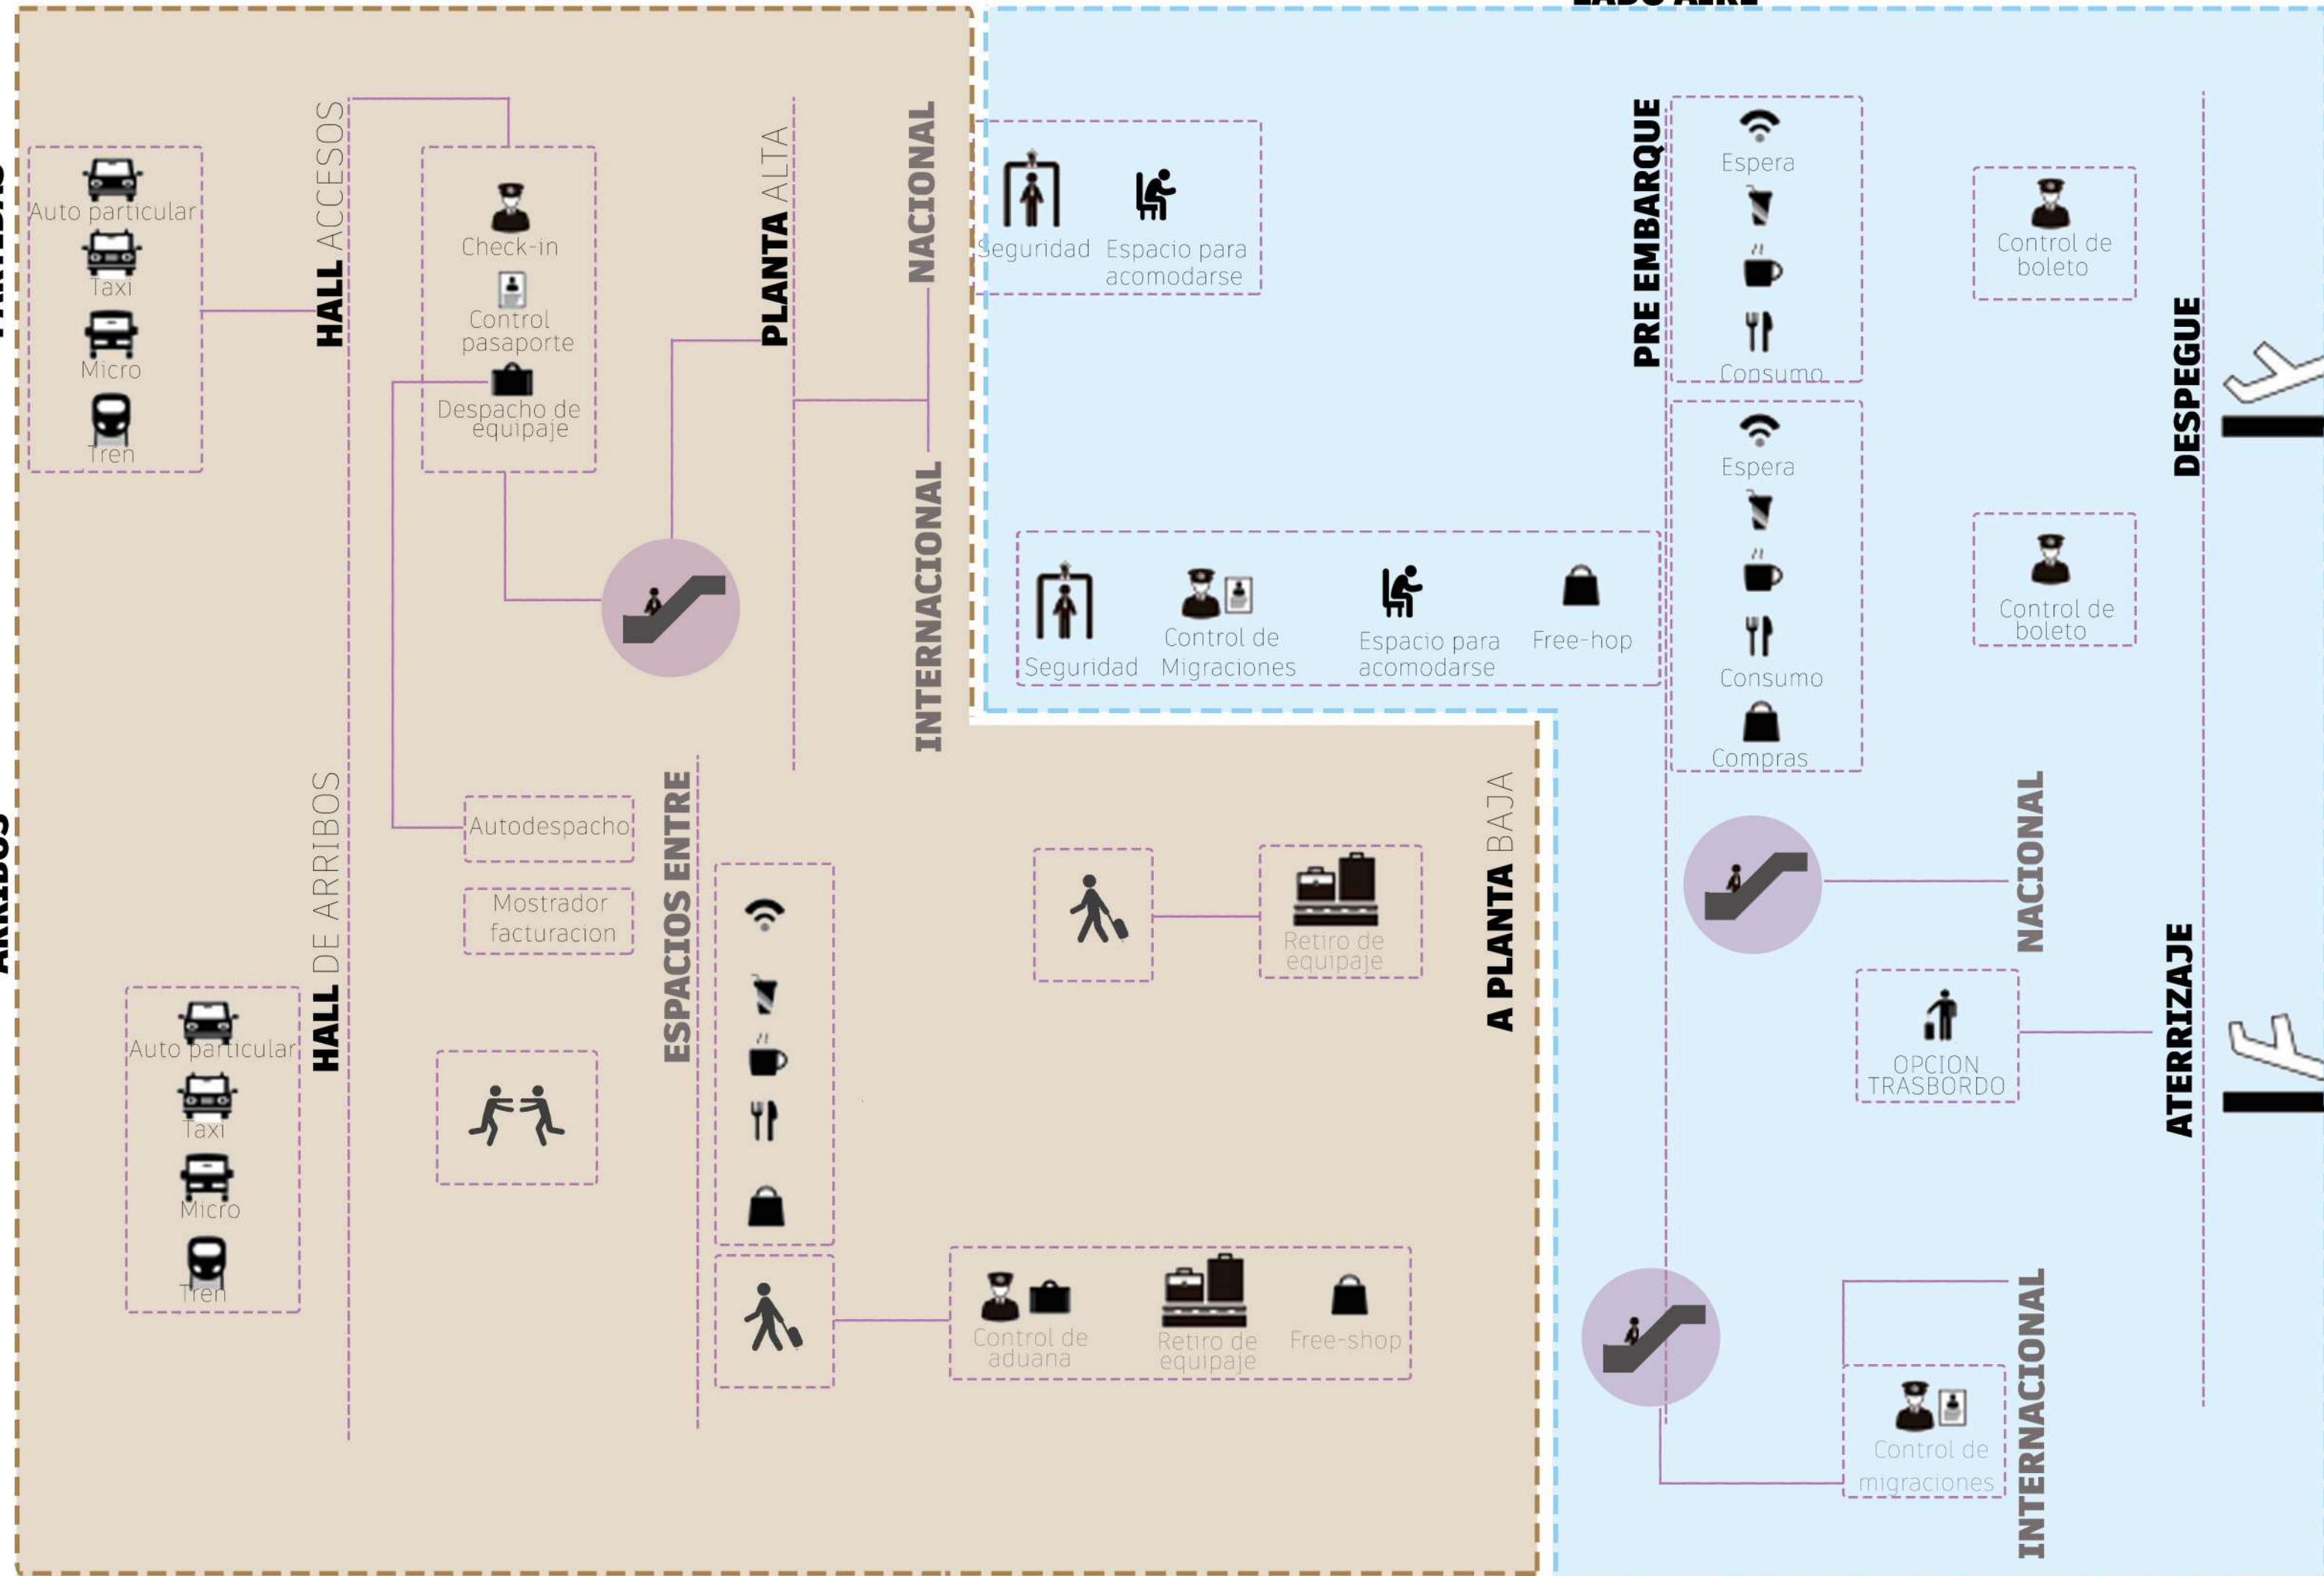 LADO AIRE
PARTIDAS
Auto particular
Taxi
Micro
Tren
HALL ACCESOS
Check-in
Control
pasaporte
Despacho de
equipaje
PLANTA ALTA
NACIONAL
INTERNACIONAL
Seguridad
Espacio para
acomodarse
Seguridad
Control de
Migraciones
Espacio para
acomodarse
Free-hop
PRE EMBARQUE
Espera
Consumo
Espera
Consumo
Compras
Control de
boleto
Control de
boleto
DESPEGUE
ARRIBOS
Auto particular
Taxi
Micro
Tren
HALL DE ARRIBOS
Autodespacho
Mostrador
facturacion
ESPACIOS ENTRE
Retiro de
equipaje
Control de
aduana
Retiro de
equipaje
Free-shop
A PLANTA BAJA
NACIONAL
OPCION
TRASBORDO
ATERRIZAJE
Control de
migraciones
INTERNACIONAL